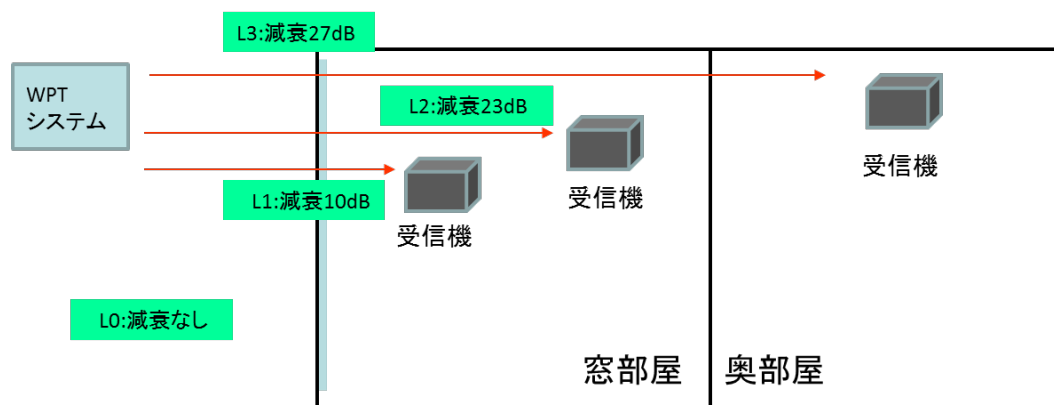 L3:減衰27dB
WPT
システム
L2:減衰23dB
受信機
受信機
L1:減衰10dB
受信機
L0:減衰なし
窓部屋
奥部屋